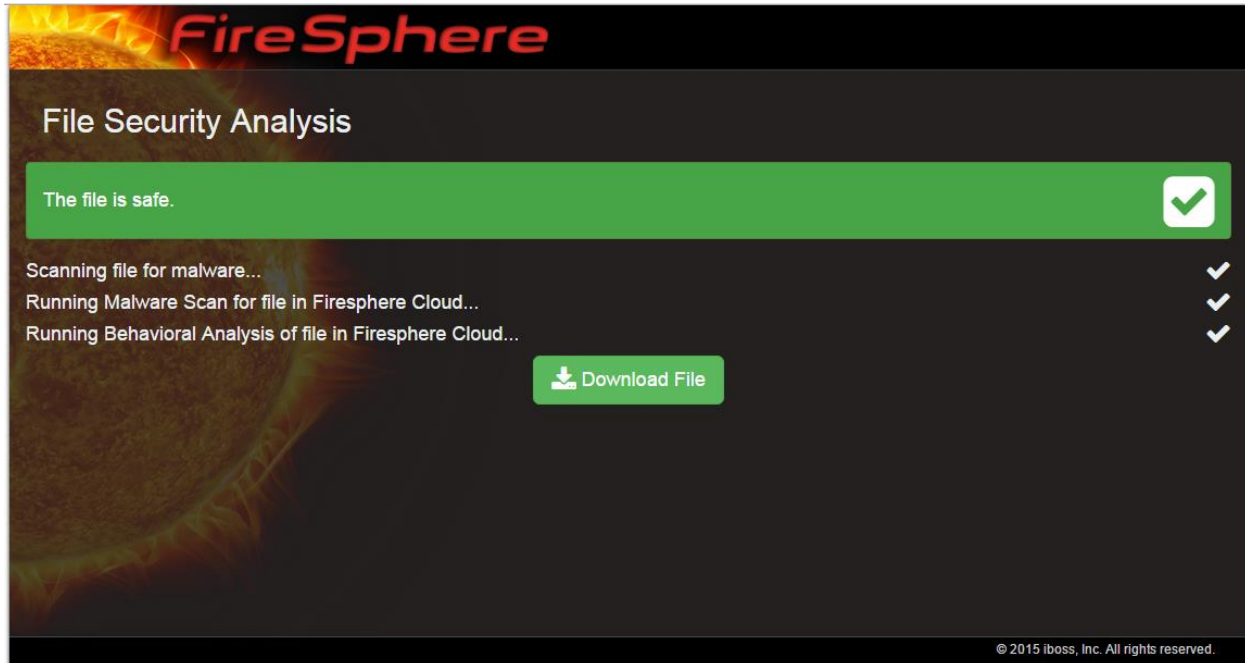 FireSphere
File Security Analysis
The file is safe.
Scanning file for malware...
Running Malware Scan for file in Firesphere Cloud...
Running Behavioral Analysis of file in Firesphere Cloud...
Download File
© 2015 iboss, Inc. All rights reserved.